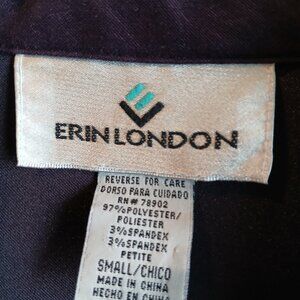 ERIN LONDON
REVERSE FOR CARE
DORSO PARA CUIDADO
RN# 78902
97%POLYESTER/
POLIESTER
3%SPANDEX/
3%SPANDEX
PETITE
SMALL/CHICO
MADE IN CHINA
HECHO EN CHINA